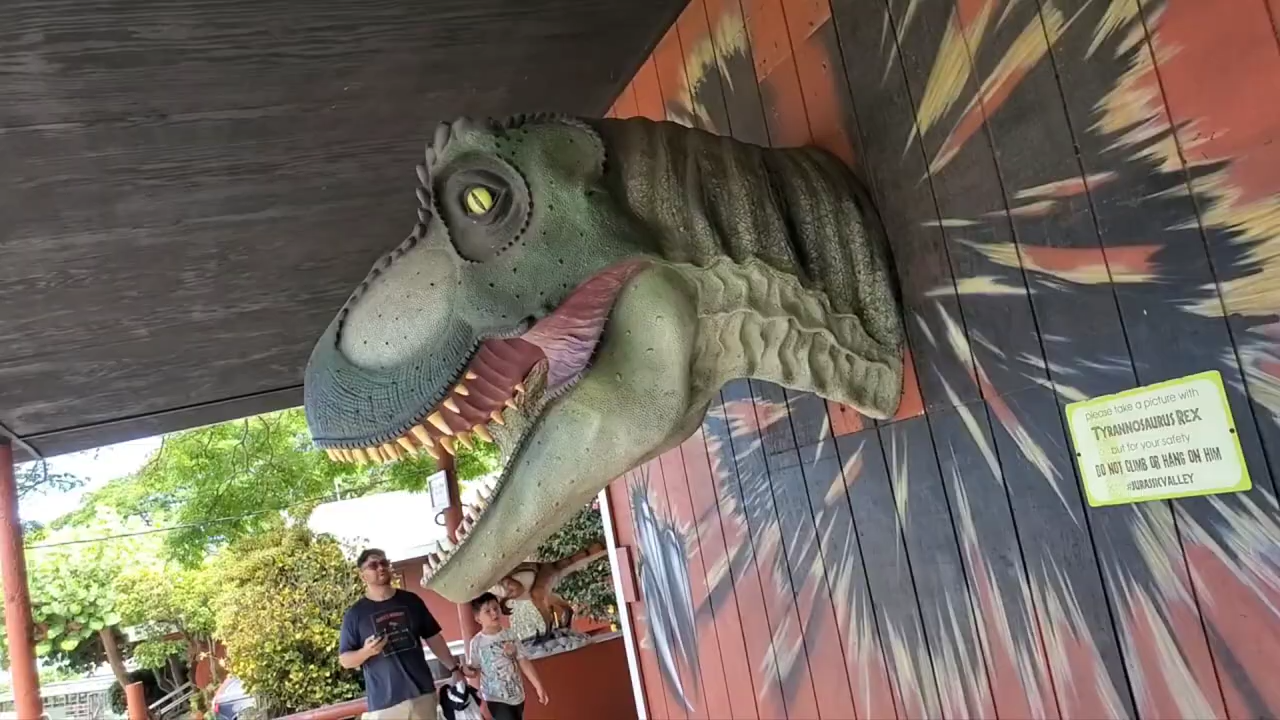 please take a picture with
TYRANNOSAURUS REX
but for your safety
DO NOT CLIMB OR HANG ON HIM
#JURASSICVALLEY